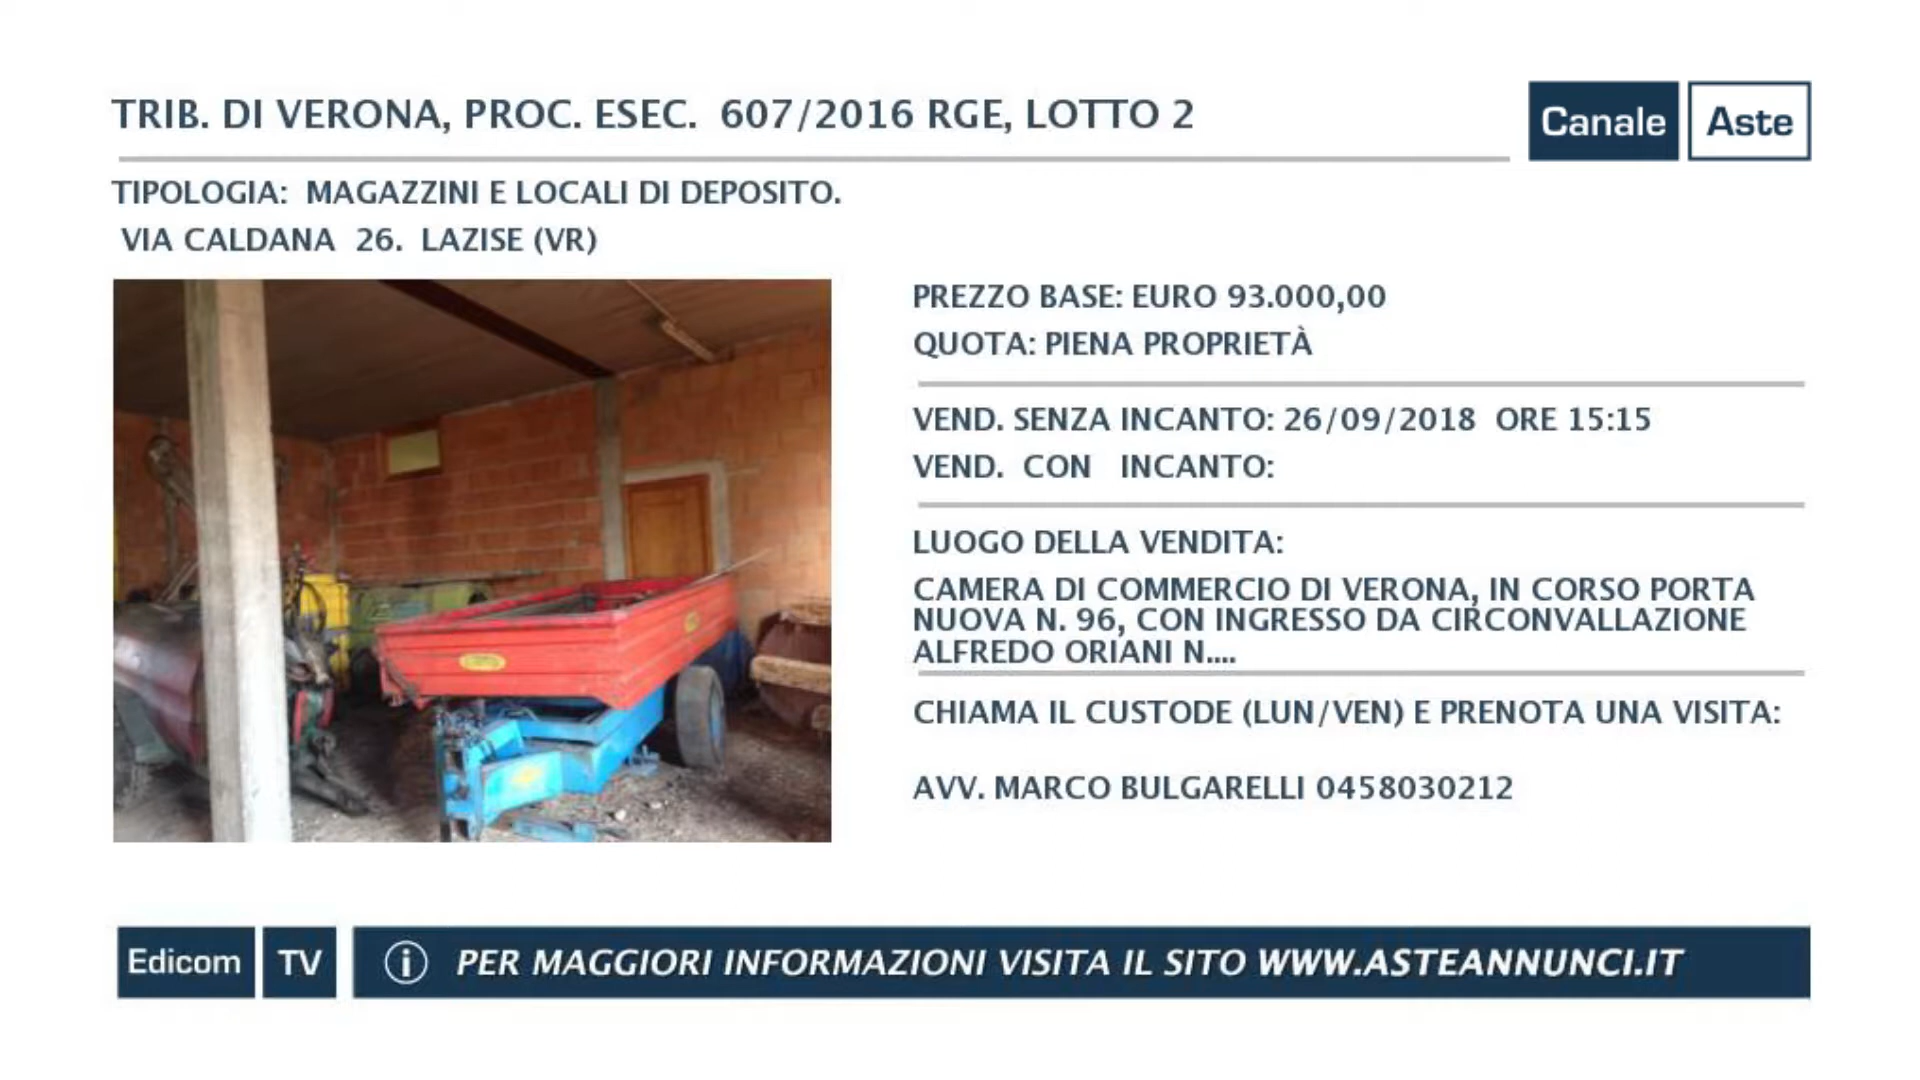 TRIB. DI VERONA, PROC. ESEC. 607/2016 RGE, LOTTO 2
Canale Aste
TIPOLOGIA: MAGAZZINI E LOCALI DI DEPOSITO.
VIA CALDANA 26. LAZISE (VR)
PREZZO BASE: EURO 93.000,00
QUOTA: PIENA PROPRIETÀ
VEND. SENZA INCANTO: 26/09/2018 ORE 15:15
VEND. CON INCANTO:
LUOGO DELLA VENDITA:
CAMERA DI COMMERCIO DI VERONA, IN CORSO PORTA
NUOVA N. 96, CON INGRESSO DA CIRCONVALLAZIONE
ALFREDO ORIANI N....
CHIAMA IL CUSTODE (LUN/VEN) E PRENOTA UNA VISITA:
AVV. MARCO BULGARELLI 0458030212
Edicom TV
PER MAGGIORI INFORMAZIONI VISITA IL SITO WWW.ASTEANNUNCI.IT